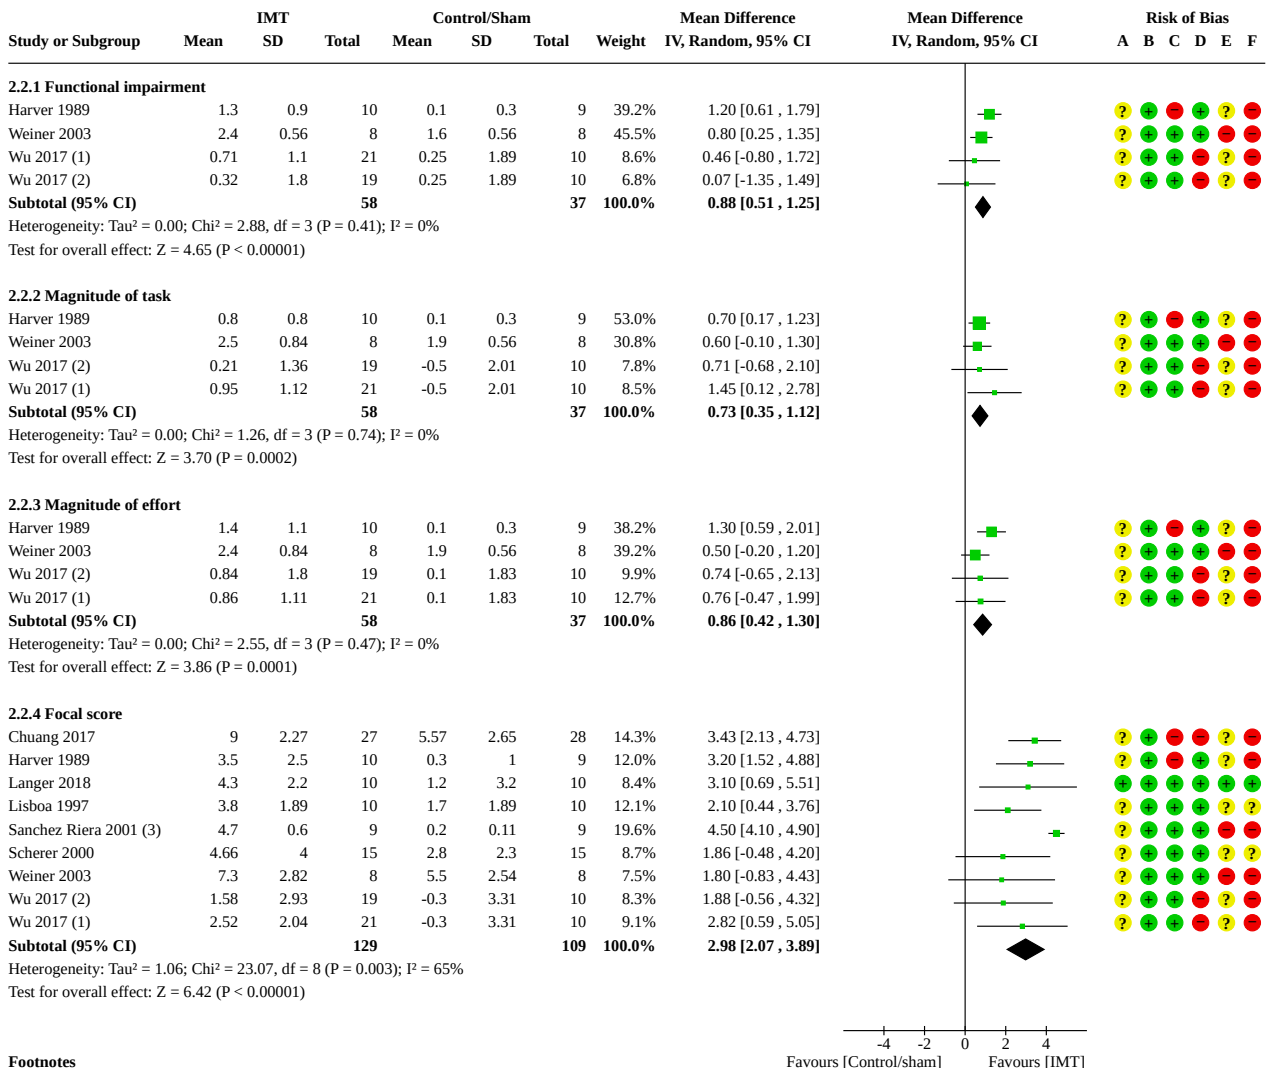 IMT Control/Sham Mean Difference Mean Difference Risk of Bias
Study or Subgroup Mean SD Total Mean SD Total Weight IV, Random, 95% CI IV, Random, 95% CI A B C D E F
2.2.1 Functional impairment
Harver 1989 1.3 0.9 10 0.1 0.3 9 39.2% 1.20 [0.61 , 1.79] ? + − + ? −
Weiner 2003 2.4 0.56 8 1.6 0.56 8 45.5% 0.80 [0.25 , 1.35] ? + + + − −
Wu 2017 (1) 0.71 1.1 21 0.25 1.89 10 8.6% 0.46 [-0.80 , 1.72] ? + + − ? −
Wu 2017 (2) 0.32 1.8 19 0.25 1.89 10 6.8% 0.07 [-1.35 , 1.49] ? + + − ? −
Subtotal (95% CI) 58 37 100.0% 0.88 [0.51 , 1.25]
Heterogeneity: Tau² = 0.00; Chi² = 2.88, df = 3 (P = 0.41); I² = 0%
Test for overall effect: Z = 4.65 (P < 0.00001)
2.2.2 Magnitude of task
Harver 1989 0.8 0.8 10 0.1 0.3 9 53.0% 0.70 [0.17 , 1.23] ? + − + ? −
Weiner 2003 2.5 0.84 8 1.9 0.56 8 30.8% 0.60 [-0.10 , 1.30] ? + + + − −
Wu 2017 (2) 0.21 1.36 19 -0.5 2.01 10 7.8% 0.71 [-0.68 , 2.10] ? + + − ? −
Wu 2017 (1) 0.95 1.12 21 -0.5 2.01 10 8.5% 1.45 [0.12 , 2.78] ? + + − ? −
Subtotal (95% CI) 58 37 100.0% 0.73 [0.35 , 1.12]
Heterogeneity: Tau² = 0.00; Chi² = 1.26, df = 3 (P = 0.74); I² = 0%
Test for overall effect: Z = 3.70 (P = 0.0002)
2.2.3 Magnitude of effort
Harver 1989 1.4 1.1 10 0.1 0.3 9 38.2% 1.30 [0.59 , 2.01] ? + − + ? −
Weiner 2003 2.4 0.84 8 1.9 0.56 8 39.2% 0.50 [-0.20 , 1.20] ? + + + − −
Wu 2017 (2) 0.84 1.8 19 0.1 1.83 10 9.9% 0.74 [-0.65 , 2.13] ? + + − ? −
Wu 2017 (1) 0.86 1.11 21 0.1 1.83 10 12.7% 0.76 [-0.47 , 1.99] ? + + − ? −
Subtotal (95% CI) 58 37 100.0% 0.86 [0.42 , 1.30]
Heterogeneity: Tau² = 0.00; Chi² = 2.55, df = 3 (P = 0.47); I² = 0%
Test for overall effect: Z = 3.86 (P = 0.0001)
2.2.4 Focal score
Chuang 2017 9 2.27 27 5.57 2.65 28 14.3% 3.43 [2.13 , 4.73] ? + − − ? −
Harver 1989 3.5 2.5 10 0.3 1 9 12.0% 3.20 [1.52 , 4.88] ? + − + ? −
Langer 2018 4.3 2.2 10 1.2 3.2 10 8.4% 3.10 [0.69 , 5.51] + + + + + +
Lisboa 1997 3.8 1.89 10 1.7 1.89 10 12.1% 2.10 [0.44 , 3.76] ? + + + ? ?
Sanchez Riera 2001 (3) 4.7 0.6 9 0.2 0.11 9 19.6% 4.50 [4.10 , 4.90] ? + + + − −
Scherer 2000 4.66 4 15 2.8 2.3 15 8.7% 1.86 [-0.48 , 4.20] ? + + + ? ?
Weiner 2003 7.3 2.82 8 5.5 2.54 8 7.5% 1.80 [-0.83 , 4.43] ? + + + − −
Wu 2017 (2) 1.58 2.93 19 -0.3 3.31 10 8.3% 1.88 [-0.56 , 4.32] ? + + − ? −
Wu 2017 (1) 2.52 2.04 21 -0.3 3.31 10 9.1% 2.82 [0.59 , 5.05] ? + + − ? −
Subtotal (95% CI) 129 109 100.0% 2.98 [2.07 , 3.89]
Heterogeneity: Tau² = 1.06; Chi² = 23.07, df = 8 (P = 0.003); I² = 65%
Test for overall effect: Z = 6.42 (P < 0.00001)
-4 -2 0 2 4
Footnotes Favours [Control/sham] Favours [IMT]